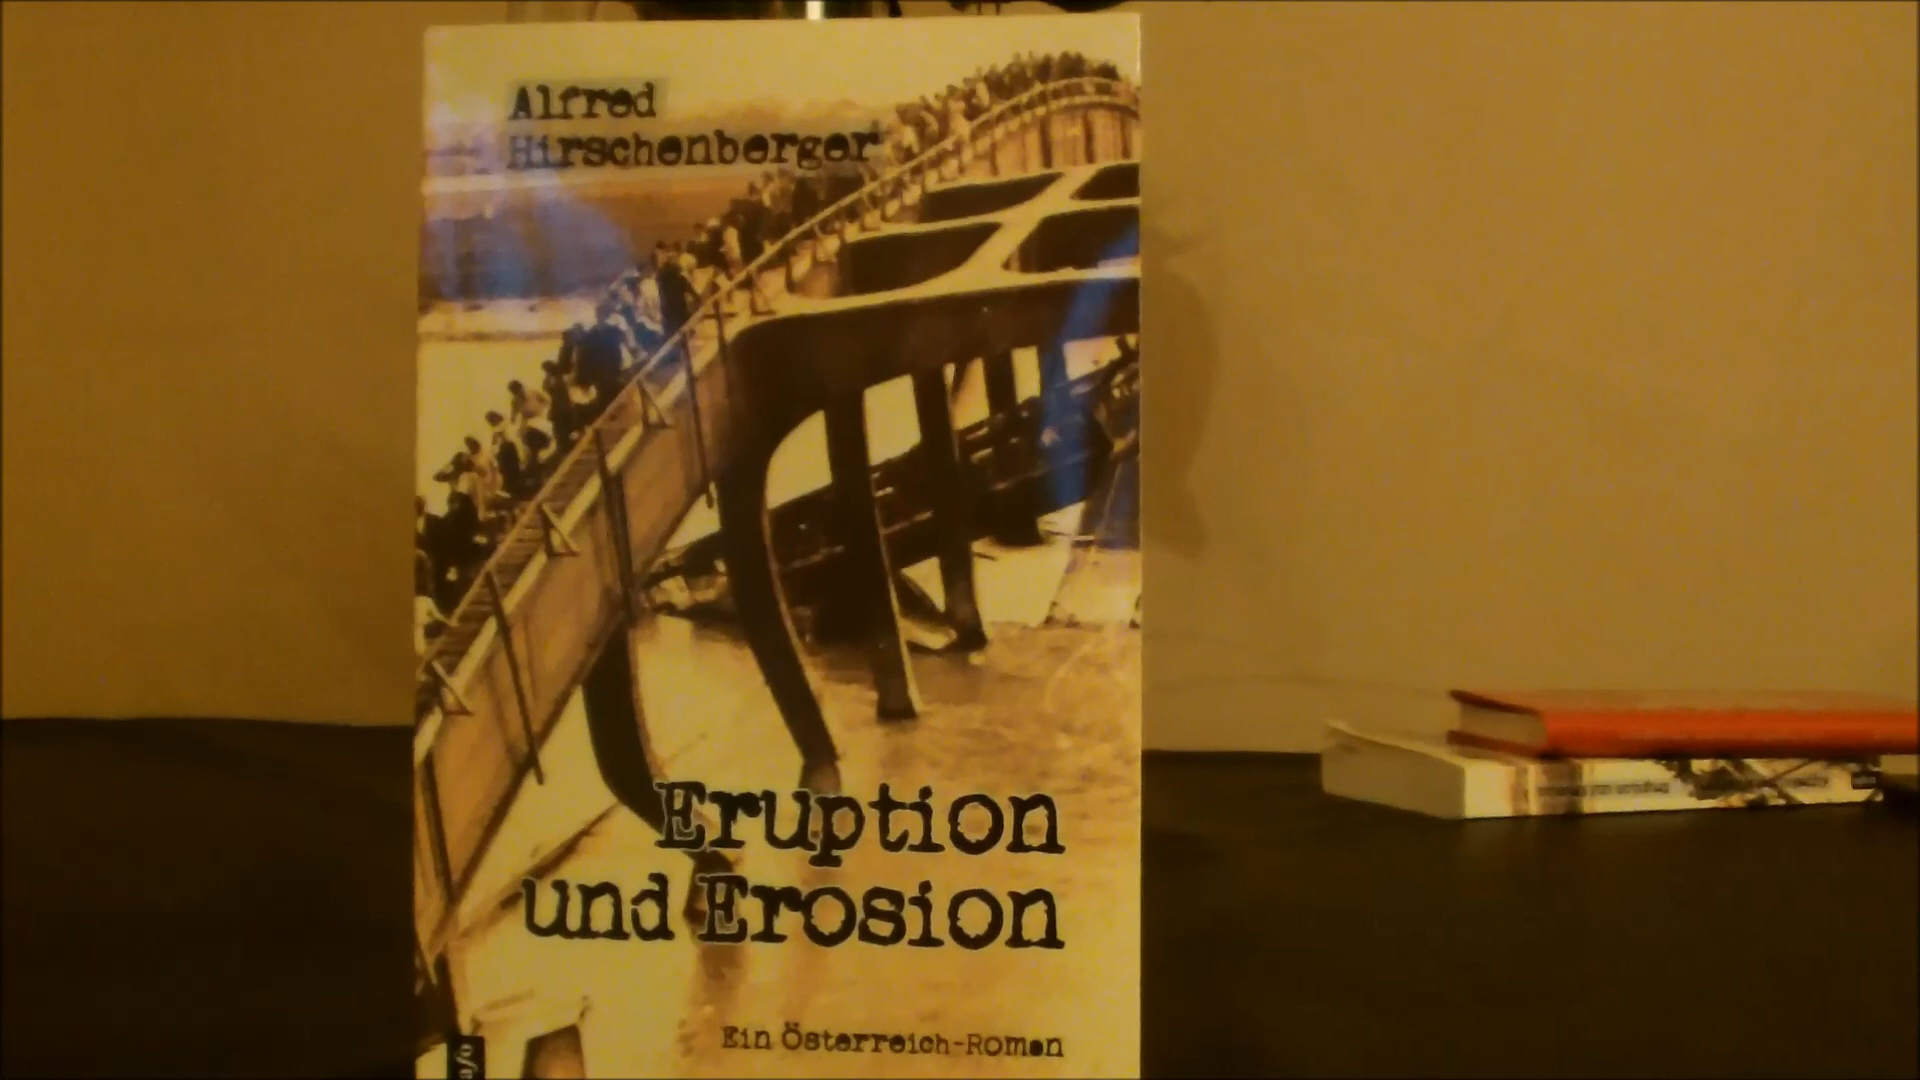 Alfred
Hirschenberger
Eruption
und Erosion
Ein Österreich-Roman